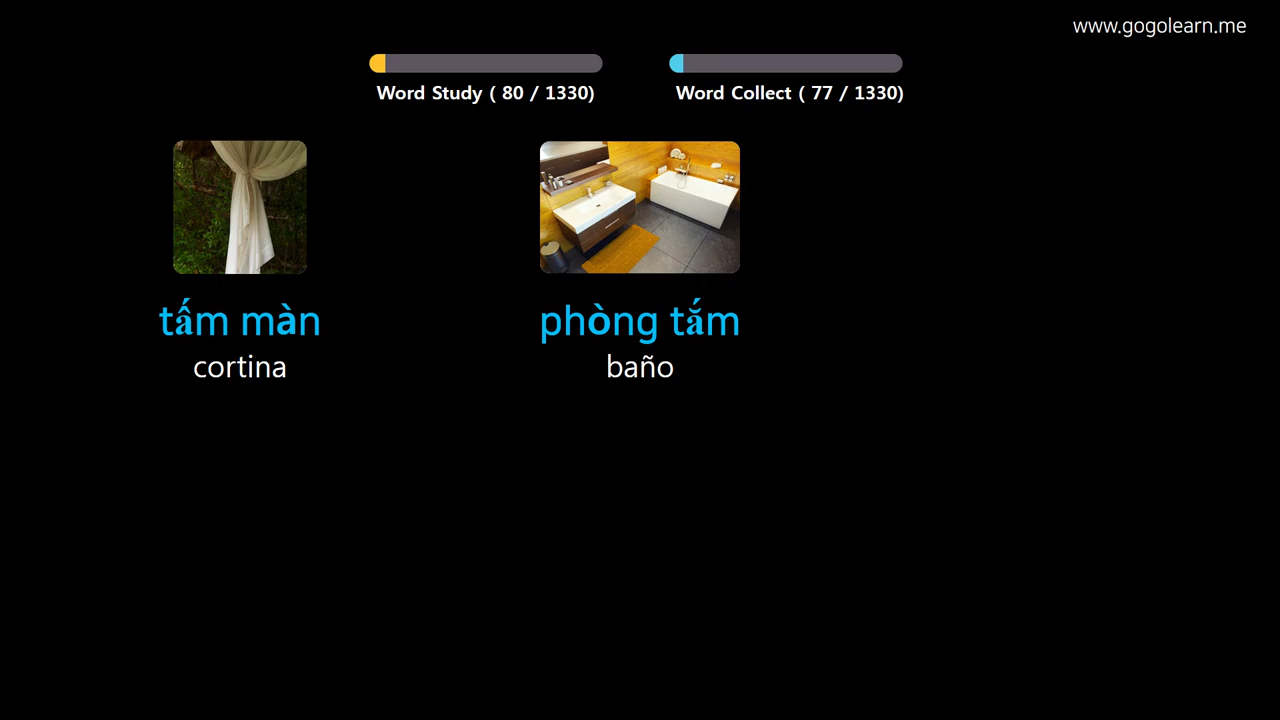 www.gogolearn.me
Word Study ( 80 / 1330)
Word Collect ( 77 / 1330)
tấm màn
cortina
phòng tắm
baño